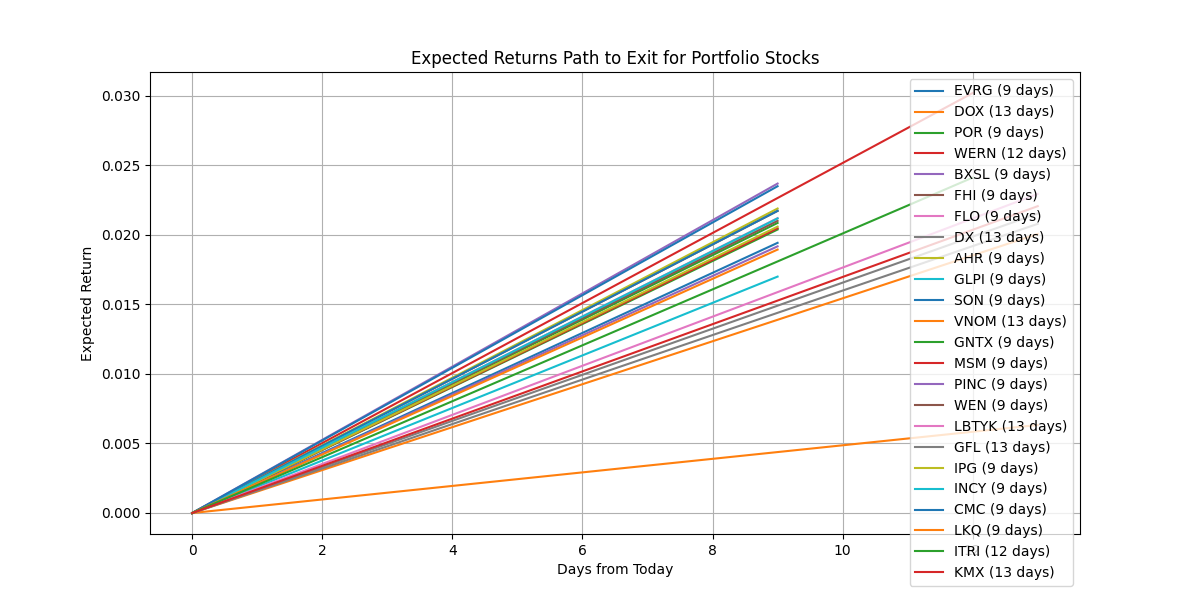 Expected Returns Path to Exit for Portfolio Stocks
Expected Return
0.030
0.025
0.020
0.015
0.010
0.005
0.000
0
2
4
6
8
10
12
Days from Today
EVRG (9 days)
DOX (13 days)
POR (9 days)
WERN (12 days)
BXSL (9 days)
FHI (9 days)
FLO (9 days)
DX (13 days)
AHR (9 days)
GLPI (9 days)
SON (9 days)
VNOM (13 days)
GNTX (9 days)
MSM (9 days)
PINC (9 days)
WEN (9 days)
LBTYK (13 days)
GFL (13 days)
IPG (9 days)
INCY (9 days)
CMC (9 days)
LKQ (9 days)
ITRI (12 days)
KMX (13 days)